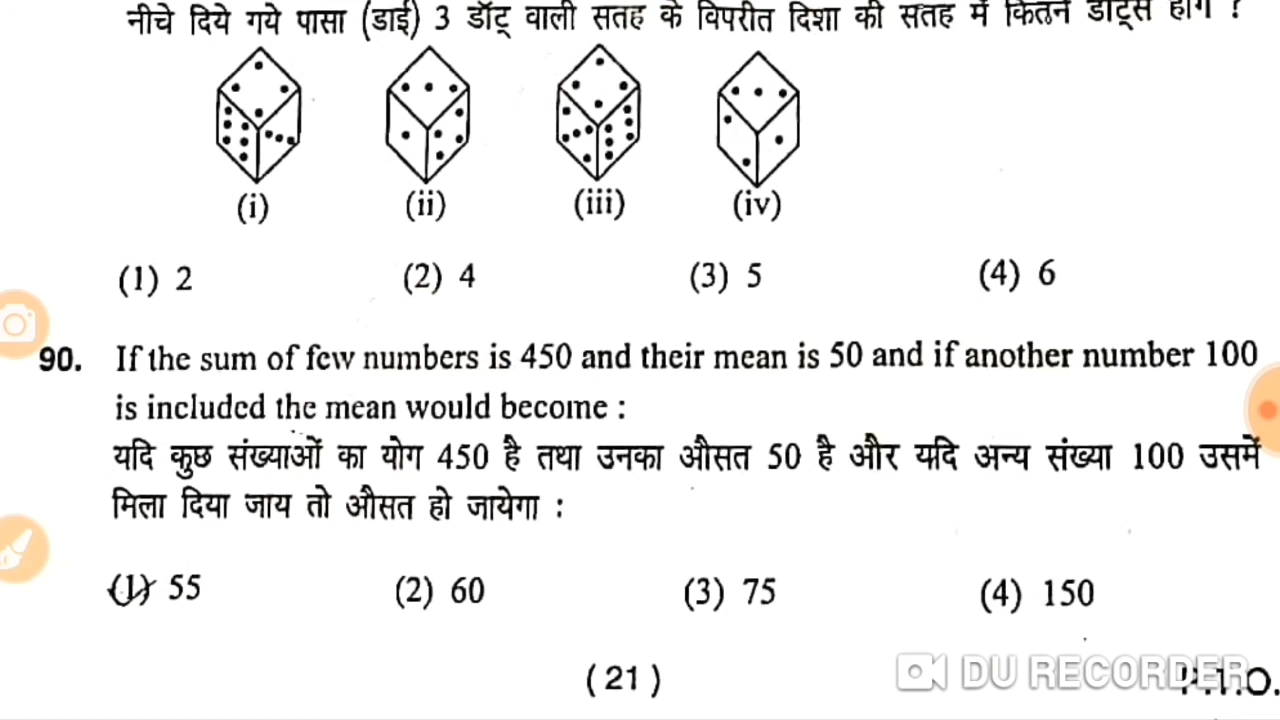 नीचे दिये गये पासा (डाई) 3 डॉट् वाली सतह के विपरीत दिशा की सतह में कितने डाट्स होंगे ?
(i) (ii) (iii) (iv)
(1) 2 (2) 4 (3) 5 (4) 6
90. If the sum of few numbers is 450 and their mean is 50 and if another number 100
is included the mean would become :
यदि कुछ संख्याओं का योग 450 है तथा उनका औसत 50 है और यदि अन्य संख्या 100 उसमें
मिला दिया जाय तो औसत हो जायेगा :
(1) 55 (2) 60 (3) 75 (4) 150
( 21 )
DU RECORDER
P.T.O.